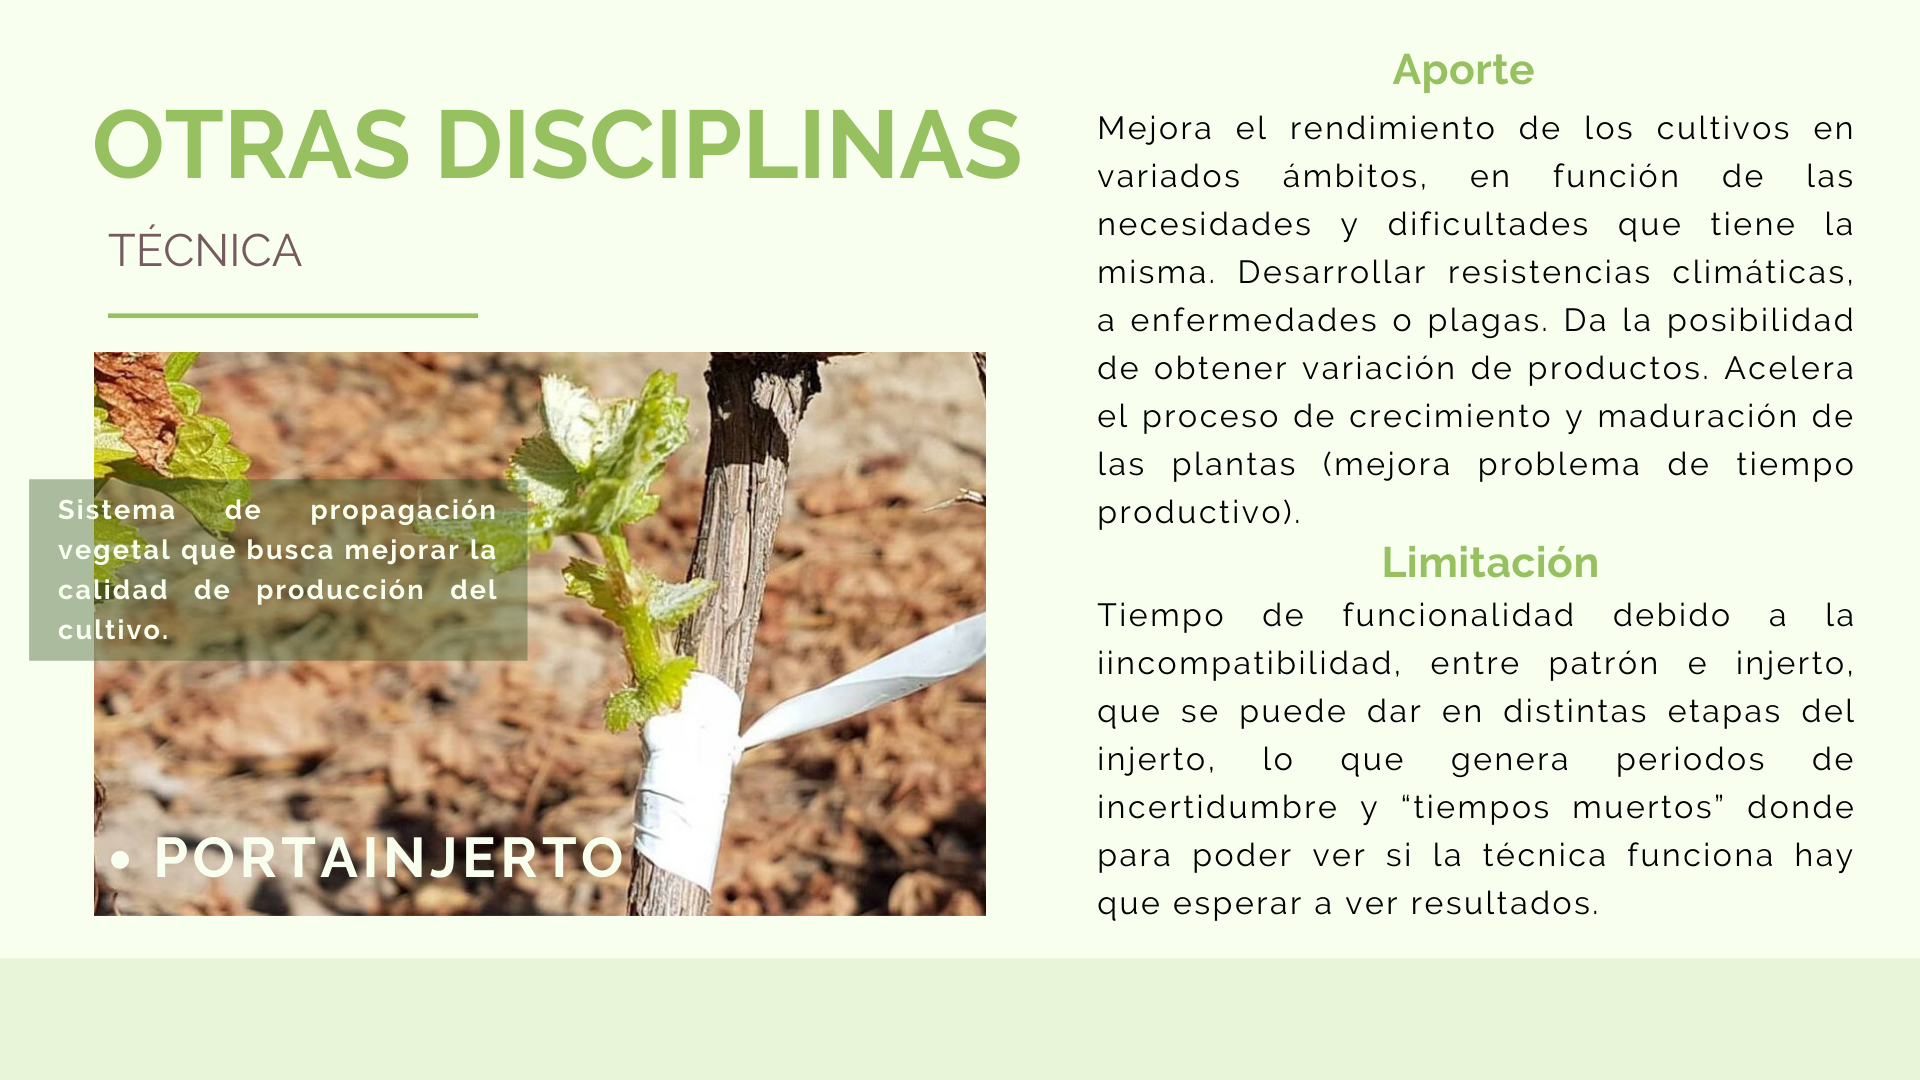 OTRAS DISCIPLINAS
TÉCNICA
Sistema de propagación
vegetal que busca mejorar la
calidad de producción del
cultivo.
• PORTAINJERTO
Aporte
Mejora el rendimiento de los cultivos en
variados ámbitos, en función de las
necesidades y dificultades que tiene la
misma. Desarrollar resistencias climáticas,
a enfermedades o plagas. Da la posibilidad
de obtener variación de productos. Acelera
el proceso de crecimiento y maduración de
las plantas (mejora problema de tiempo
productivo).
Limitación
Tiempo de funcionalidad debido a la
iincompatibilidad, entre patrón e injerto,
que se puede dar en distintas etapas del
injerto, lo que genera periodos de
incertidumbre y “tiempos muertos” donde
para poder ver si la técnica funciona hay
que esperar a ver resultados.